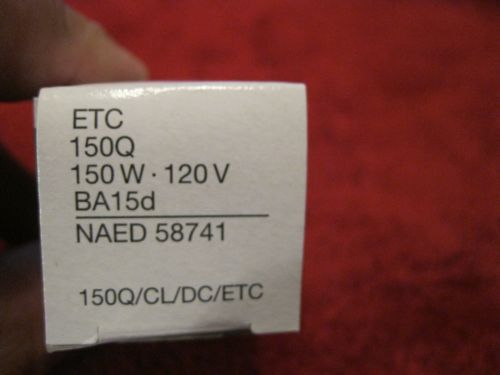 ETC
150Q
150 W · 120 V
BA15d
NAED 58741
150Q/CL/DC/ETC